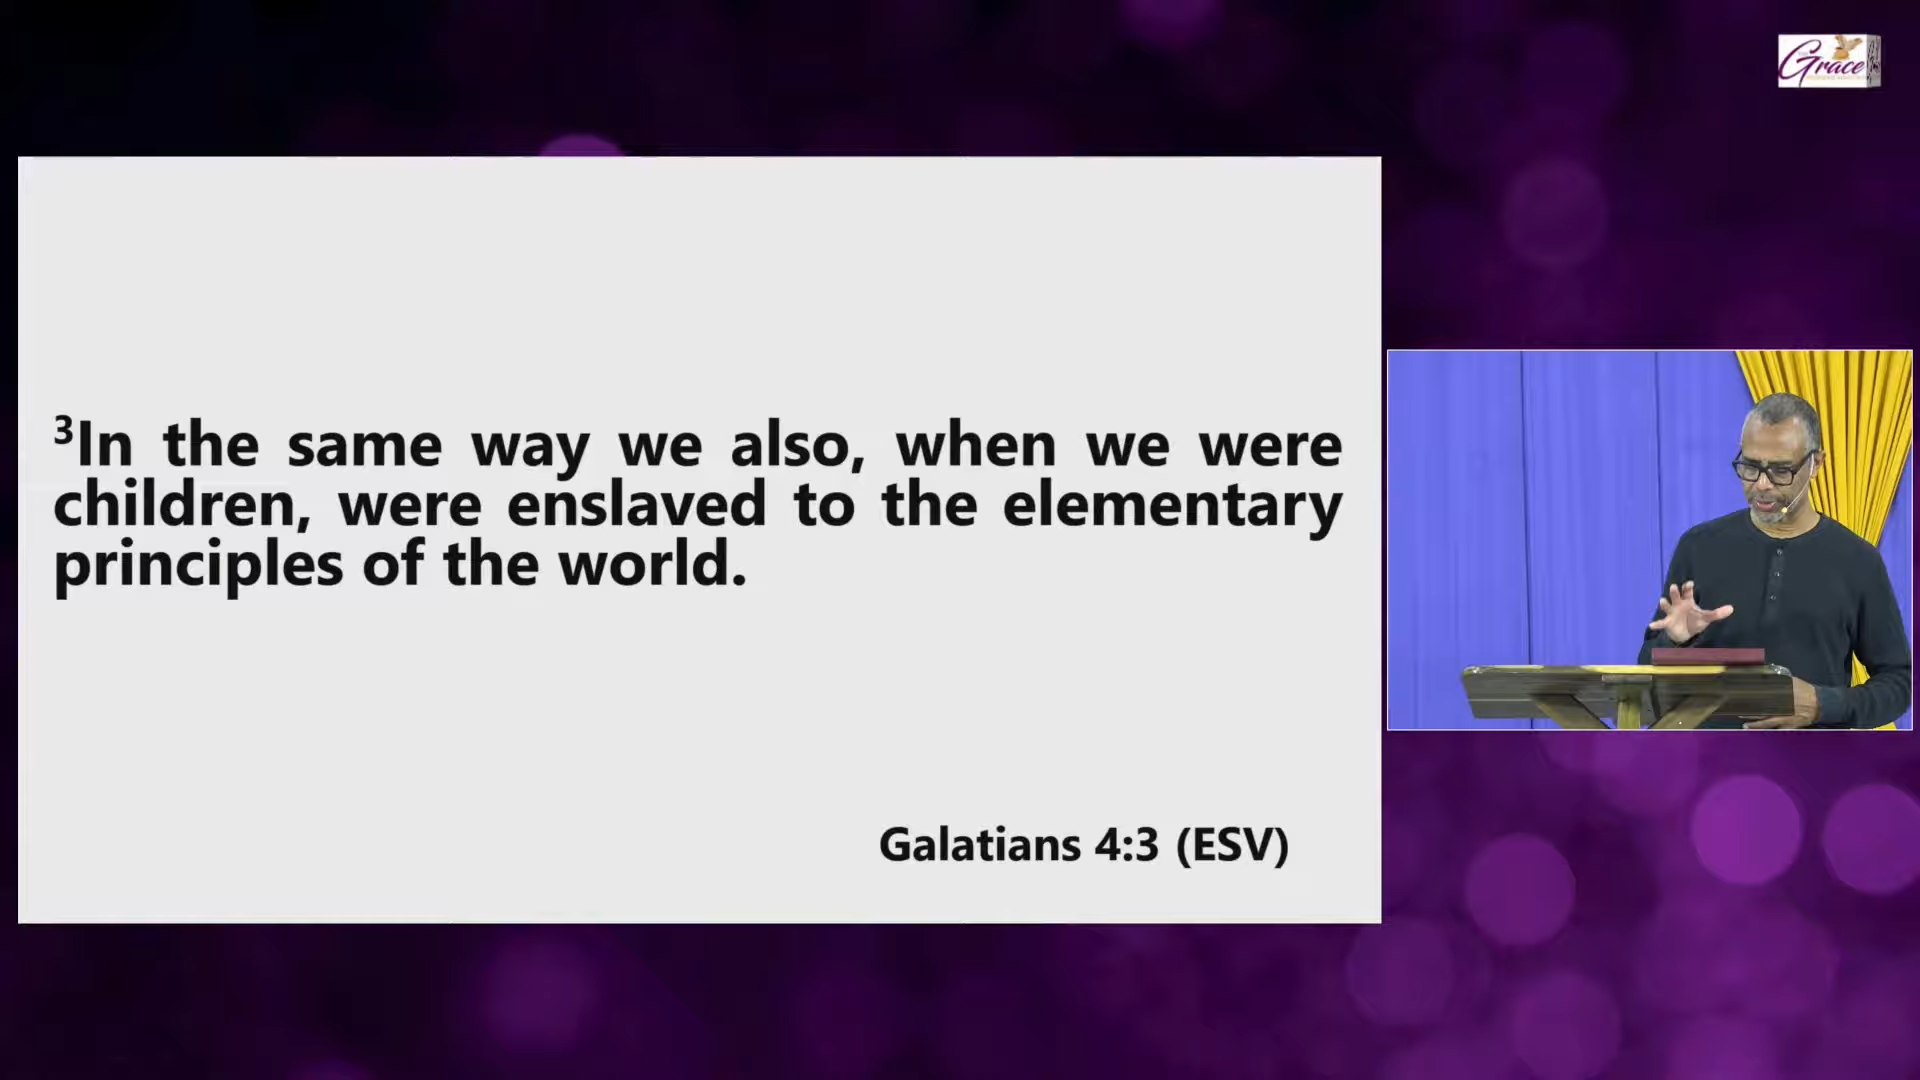 Grace
³In the same way we also, when we were
children, were enslaved to the elementary
principles of the world.
Galatians 4:3 (ESV)